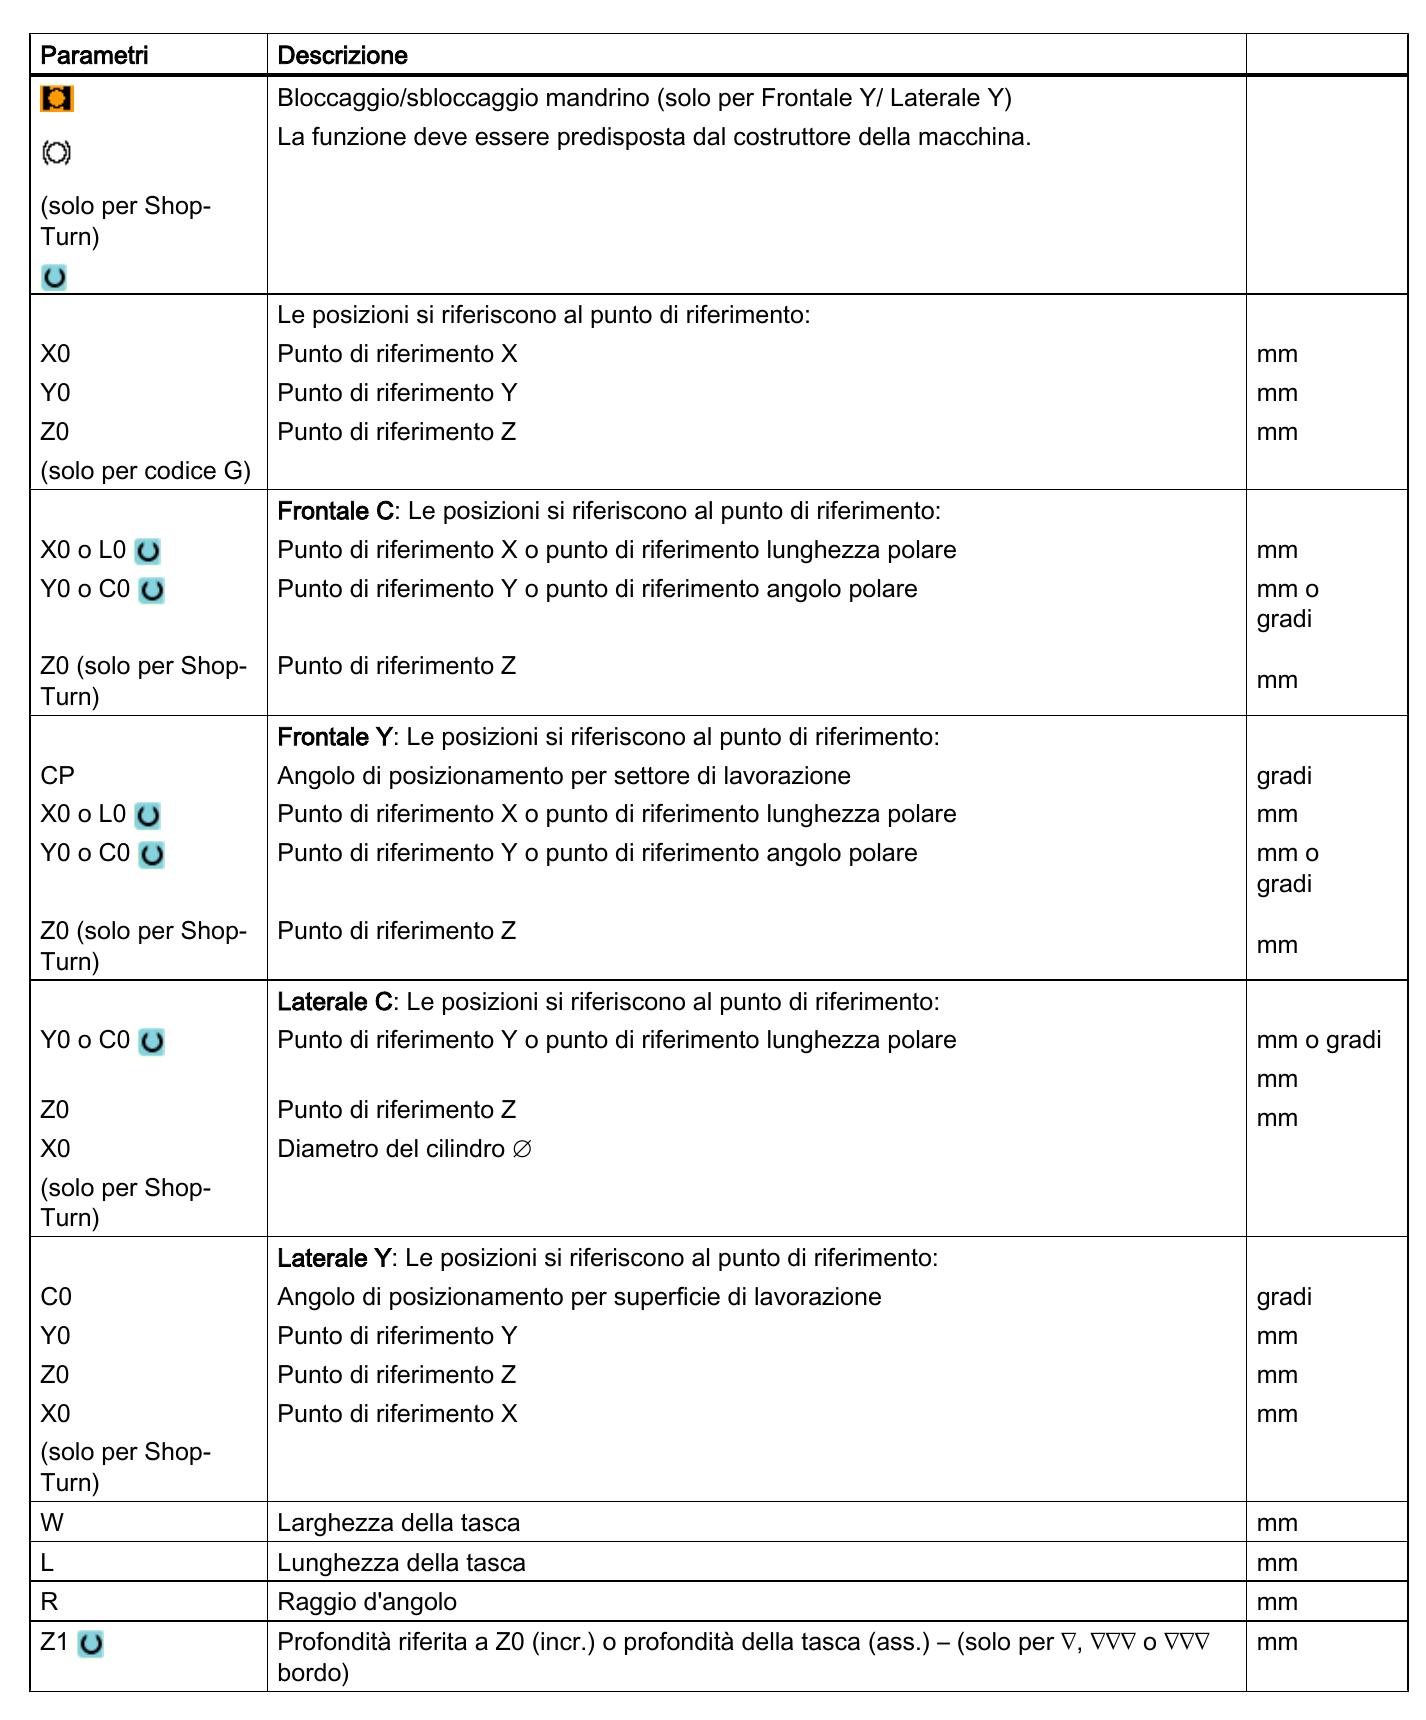 Parametri Descrizione
Bloccaggio/sbloccaggio mandrino (solo per Frontale Y/ Laterale Y)
La funzione deve essere predisposta dal costruttore della macchina.
(solo per Shop-
Turn)
Le posizioni si riferiscono al punto di riferimento:
X0 Punto di riferimento X mm
Y0 Punto di riferimento Y mm
Z0 Punto di riferimento Z mm
(solo per codice G)
Frontale C: Le posizioni si riferiscono al punto di riferimento:
X0 o L0 Punto di riferimento X o punto di riferimento lunghezza polare mm
Y0 o C0 Punto di riferimento Y o punto di riferimento angolo polare mm o
gradi
Z0 (solo per Shop- Punto di riferimento Z mm
Turn)
Frontale Y: Le posizioni si riferiscono al punto di riferimento:
CP Angolo di posizionamento per settore di lavorazione gradi
X0 o L0 Punto di riferimento X o punto di riferimento lunghezza polare mm
Y0 o C0 Punto di riferimento Y o punto di riferimento angolo polare mm o
gradi
Z0 (solo per Shop- Punto di riferimento Z mm
Turn)
Laterale C: Le posizioni si riferiscono al punto di riferimento:
Y0 o C0 Punto di riferimento Y o punto di riferimento lunghezza polare mm o gradi
mm
Z0 Punto di riferimento Z mm
X0 Diametro del cilindro ∅
(solo per Shop-
Turn)
Laterale Y: Le posizioni si riferiscono al punto di riferimento:
C0 Angolo di posizionamento per superficie di lavorazione gradi
Y0 Punto di riferimento Y mm
Z0 Punto di riferimento Z mm
X0 Punto di riferimento X mm
(solo per Shop-
Turn)
W Larghezza della tasca mm
L Lunghezza della tasca mm
R Raggio d'angolo mm
Z1 Profondità riferita a Z0 (incr.) o profondità della tasca (ass.) – (solo per ∇, ∇∇∇ o ∇∇∇ mm
bordo)